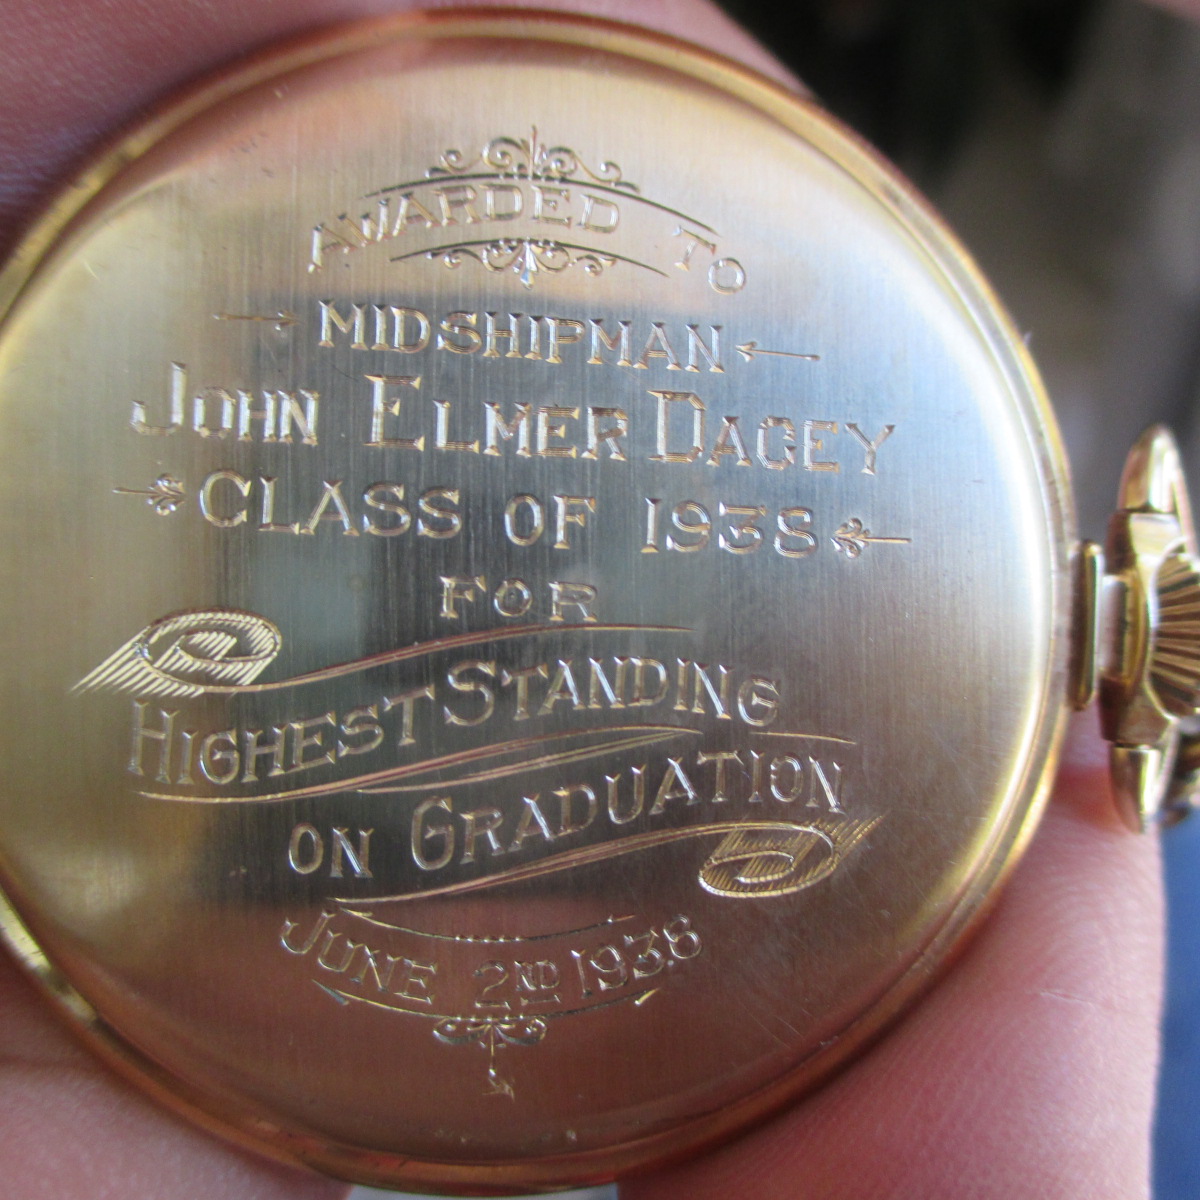 AWARDED TO
MIDSHIPMAN
JOHN ELMER DACEY
CLASS OF 1938
FOR
HIGHEST STANDING
ON GRADUATION
JUNE 2ND 1938